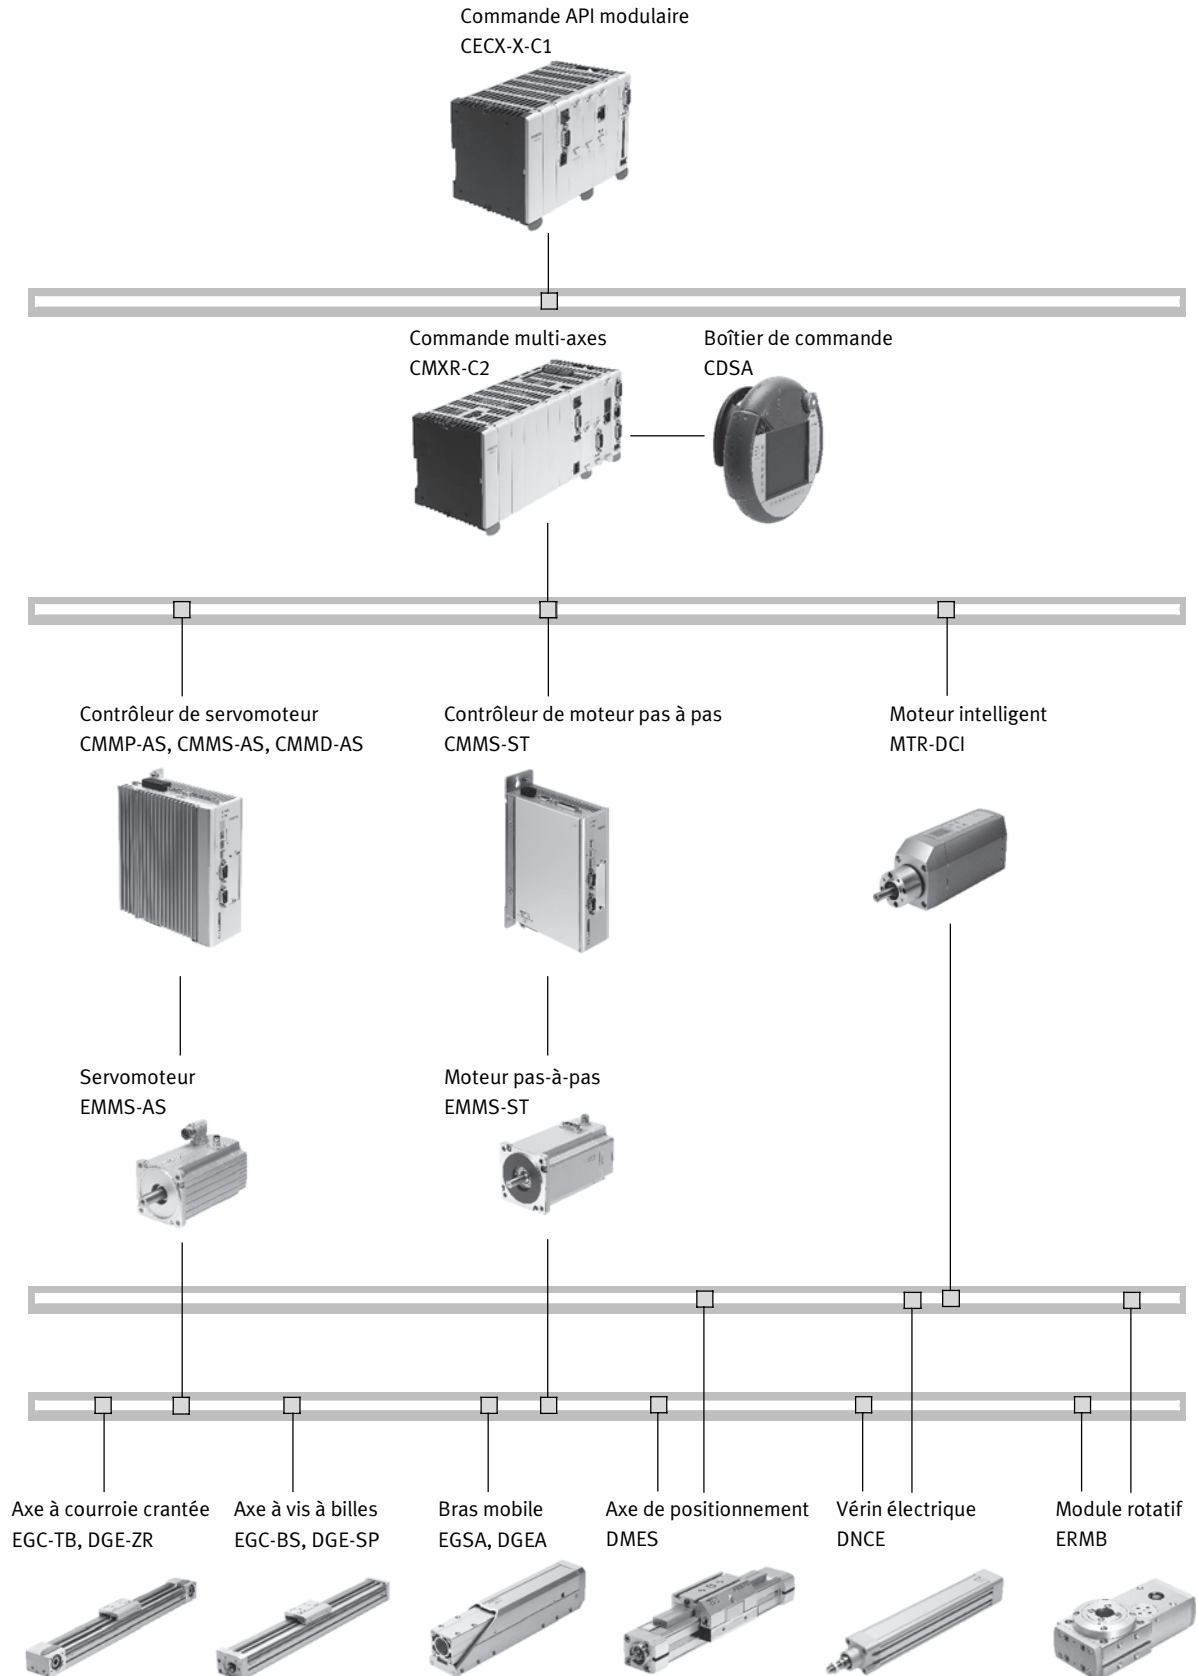 Commande API modulaire
CECX-X-C1
Commande multi-axes
CMXR-C2
Boîtier de commande
CDSA
Contrôleur de servomoteur
CMMP-AS, CMMS-AS, CMMD-AS
Contrôleur de moteur pas à pas
CMMS-ST
Moteur intelligent
MTR-DCI
Servomoteur
EMMS-AS
Moteur pas-à-pas
EMMS-ST
Axe à courroie crantée
EGC-TB, DGE-ZR
Axe à vis à billes
EGC-BS, DGE-SP
Bras mobile
EGSA, DGEA
Axe de positionnement
DMES
Vérin électrique
DNCE
Module rotatif
ERMB